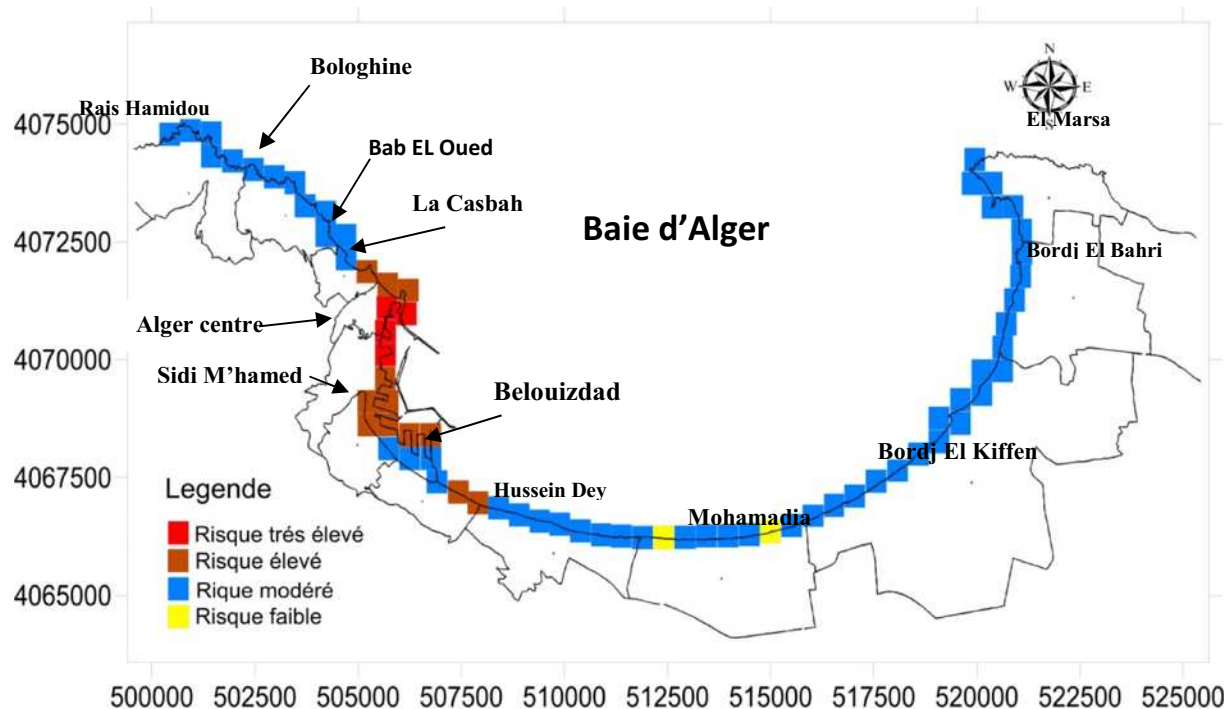 Bologhine
N
Rais Hamidou
W
E
4075000
El Marsa
S
Bab EL Oued
La Casbah
Baie d'Alger
4072500
Bordj El Bahri
Alger centre
4070000
Sidi M'hamed
Belouizdad
Bordj El Kiffen
4067500
Legende
Hussein Dey
Mohamadia
Risque trés élevé
Risque élevé
Rique modéré
4065000
Risque faible
500000 502500 505000 507500 510000 512500 515000 517500 520000 522500 525000